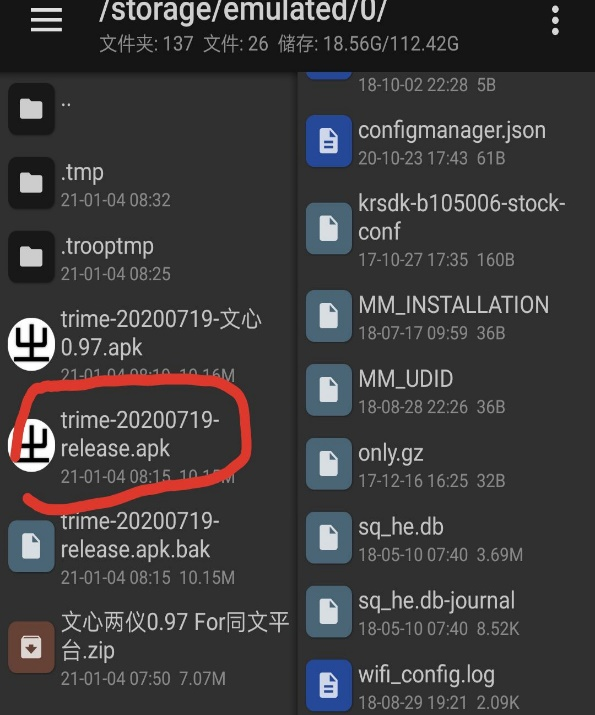 /storage/emulated/0/
文件夹: 137 文件: 26 储存: 18.56G/112.42G
..
.tmp
21-01-04 08:32
.trooptmp
21-01-04 08:25
trime-20200719-文心
0.97.apk
21-01-04 08:19 10.16M
trime-20200719-
release.apk
21-01-04 08:15 10.15M
trime-20200719-
release.apk.bak
21-01-04 08:15 10.15M
文心两仪0.97 For同文平
台.zip
21-01-04 07:50 7.07M
18-10-02 22:28 5B
configmanager.json
20-10-23 17:43 61B
krsdk-b105006-stock-
conf
17-10-27 17:35 160B
MM_INSTALLATION
18-07-17 09:59 36B
MM_UDID
18-08-28 22:26 36B
only.gz
17-12-16 16:25 32B
sq_he.db
18-05-10 07:40 3.69M
sq_he.db-journal
18-05-10 07:40 8.52K
wifi_config.log
18-08-29 19:21 2.09K